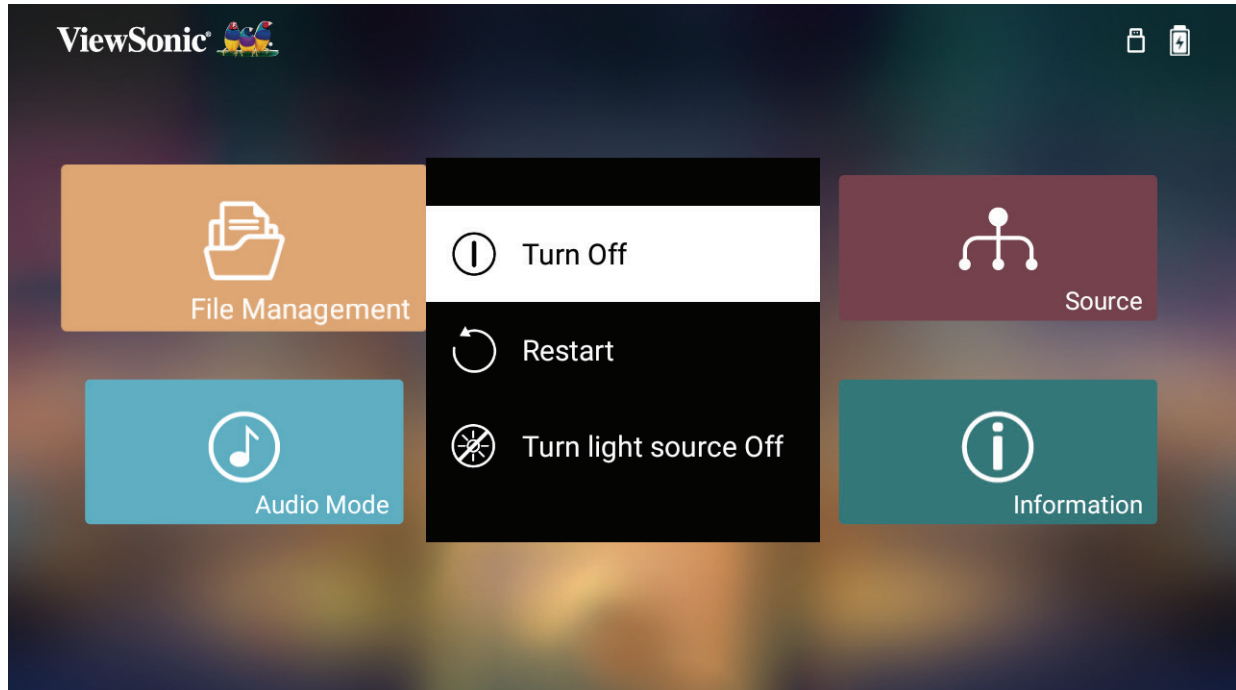 ViewSonic®
File Management
Turn Off
Source
Restart
Turn light source Off
Audio Mode
Information